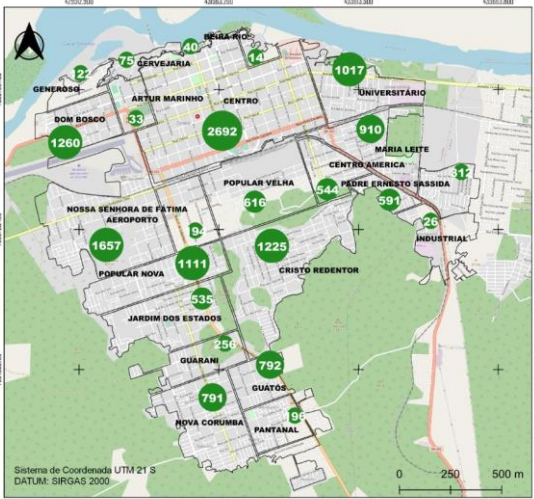 BEIRA RIO
40
75
CERVEJARIA
14
122
1017
GENEROSO
UNIVERSITÁRIO
ARTUR MARINHO
CENTRO
DOM BOSCO
33
2692
910
1260
MARIA LEITE
CENTRO AMÉRICA
312
POPULAR VELHA
PADRE ERNESTO SASSIDA
544
591
NOSSA SENHORA DE FÁTIMA
616
AEROPORTO
26
194
INDUSTRIAL
1657
1225
1111
POPULAR NOVA
CRISTO REDENTOR
535
JARDIM DOS ESTADOS
256
GUARANI
792
GUATÓS
791
196
NOVA CORUMBÁ
PANTANAL
Sistema de Coordenada UTM 21 S
DATUM: SIRGAS 2000
0 250 500 m